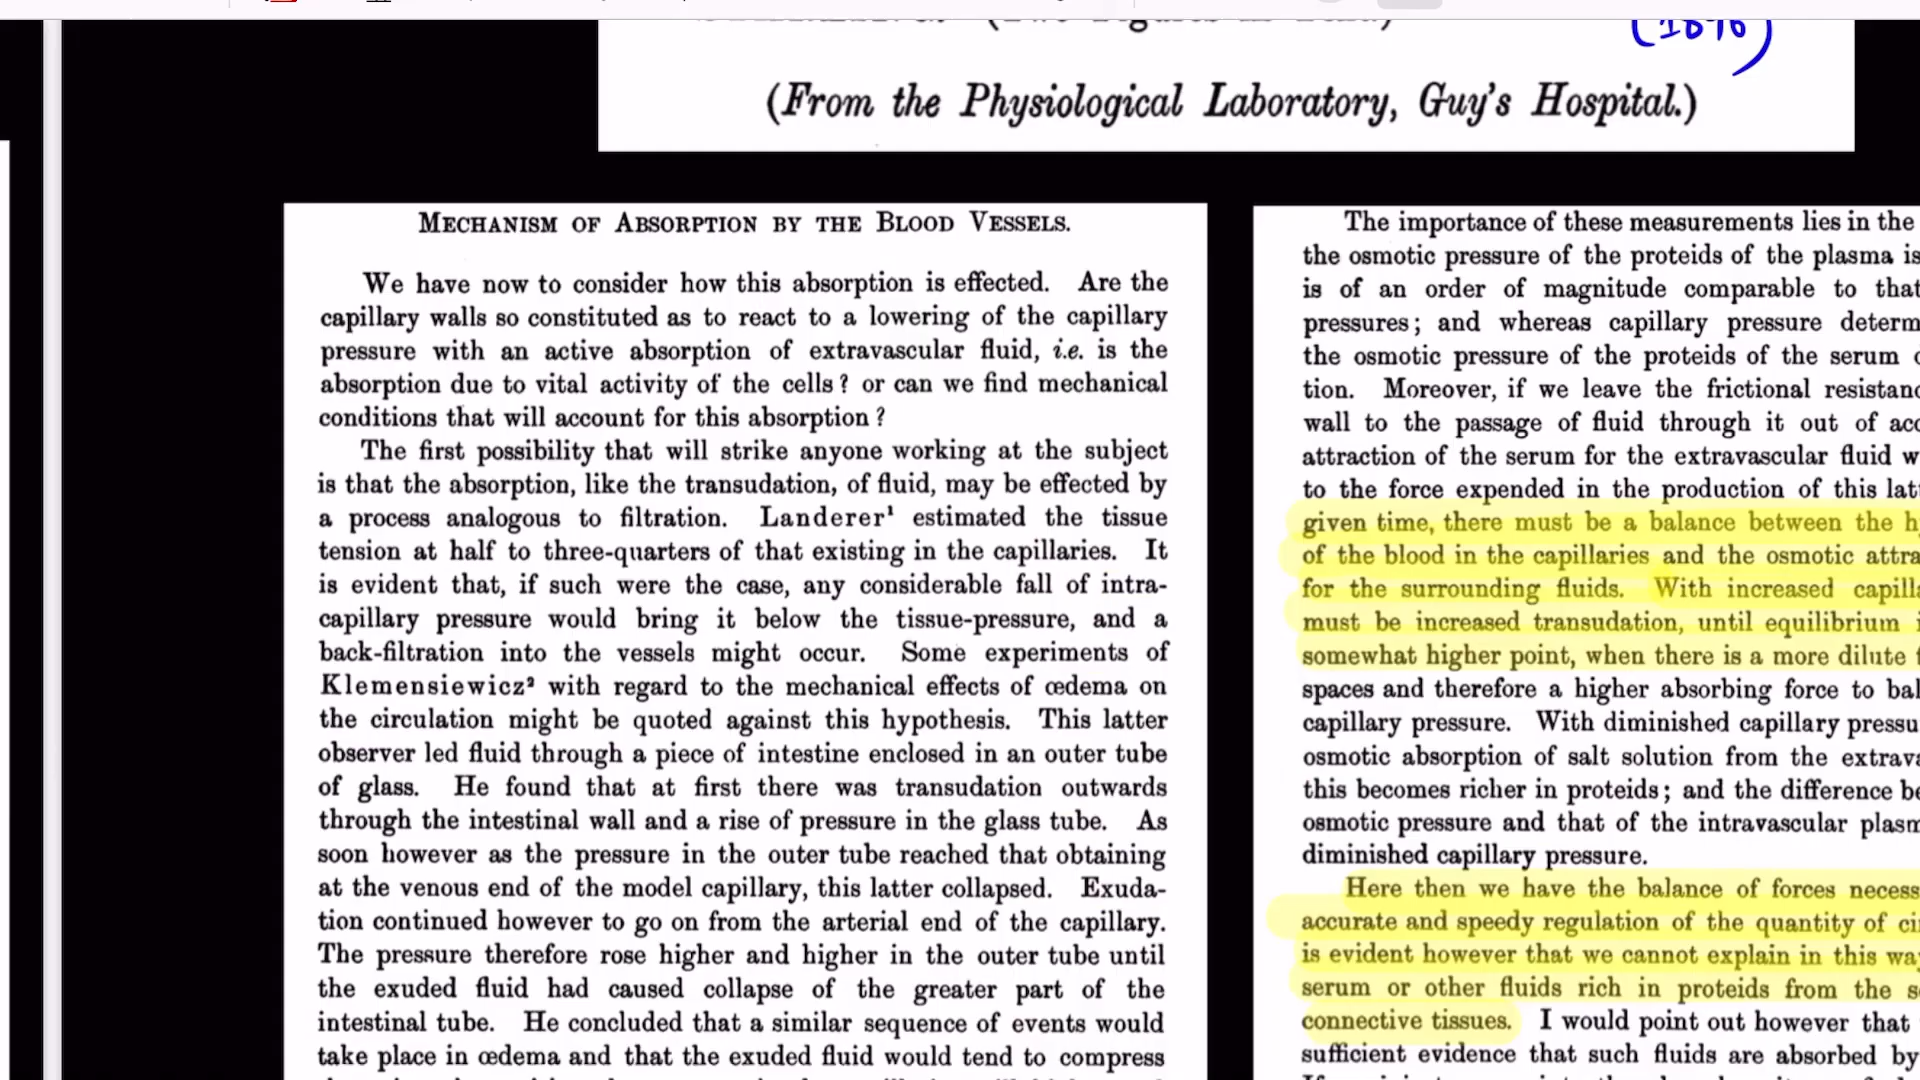 (1896)
(From the Physiological Laboratory, Guy's Hospital.)
MECHANISM OF ABSORPTION BY THE BLOOD VESSELS.
We have now to consider how this absorption is effected. Are the
capillary walls so constituted as to react to a lowering of the capillary
pressure with an active absorption of extravascular fluid, i.e. is the
absorption due to vital activity of the cells? or can we find mechanical
conditions that will account for this absorption?
The first possibility that will strike anyone working at the subject
is that the absorption, like the transudation, of fluid, may be effected by
a process analogous to filtration. Landerer¹ estimated the tissue
tension at half to three-quarters of that existing in the capillaries. It
is evident that, if such were the case, any considerable fall of intra-
capillary pressure would bring it below the tissue-pressure, and a
back-filtration into the vessels might occur. Some experiments of
Klemensiewicz² with regard to the mechanical effects of œdema on
the circulation might be quoted against this hypothesis. This latter
observer led fluid through a piece of intestine enclosed in an outer tube
of glass. He found that at first there was transudation outwards
through the intestinal wall and a rise of pressure in the glass tube. As
soon however as the pressure in the outer tube reached that obtaining
at the venous end of the model capillary, this latter collapsed. Exuda-
tion continued however to go on from the arterial end of the capillary.
The pressure therefore rose higher and higher in the outer tube until
the exuded fluid had caused collapse of the greater part of the
intestinal tube. He concluded that a similar sequence of events would
take place in œdema and that the exuded fluid would tend to compress
The importance of these measurements lies in the
the osmotic pressure of the proteids of the plasma is
is of an order of magnitude comparable to that
pressures; and whereas capillary pressure determ
the osmotic pressure of the proteids of the serum
tion. Moreover, if we leave the frictional resistanc
wall to the passage of fluid through it out of acc
attraction of the serum for the extravascular fluid w
to the force expended in the production of this lat
given time, there must be a balance between the h
of the blood in the capillaries and the osmotic attra
for the surrounding fluids. With increased capilla
must be increased transudation, until equilibrium i
somewhat higher point, when there is a more dilute f
spaces and therefore a higher absorbing force to bal
capillary pressure. With diminished capillary pressu
osmotic absorption of salt solution from the extrava
this becomes richer in proteids; and the difference be
osmotic pressure and that of the intravascular plasm
diminished capillary pressure.
Here then we have the balance of forces necess
accurate and speedy regulation of the quantity of ci
is evident however that we cannot explain in this way
serum or other fluids rich in proteids from the s
connective tissues. I would point out however that
sufficient evidence that such fluids are absorbed by